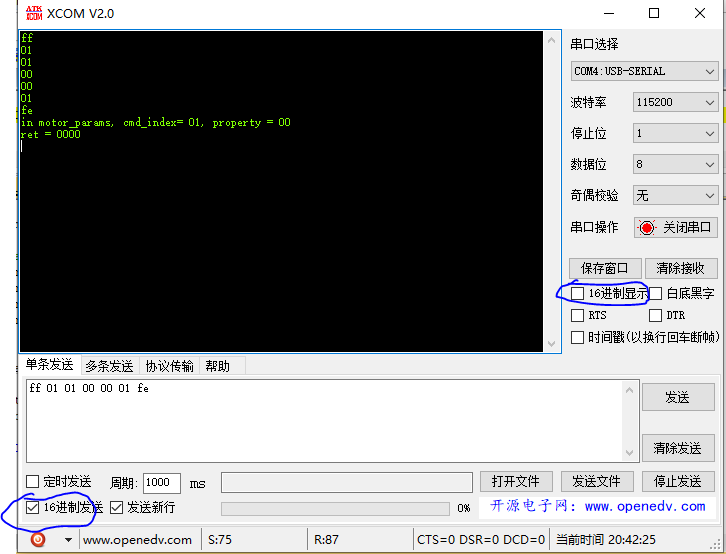 ATK XCOM XCOM V2.0
ff
01
01
00
00
01
fe
in motor_params, cmd_index= 01, property = 00
ret = 0000
串口选择
COM4:USB-SERIAL
波特率 115200
停止位 1
数据位 8
奇偶校验 无
串口操作 关闭串口
保存窗口 清除接收
16进制显示 白底黑字
RTS DTR
时间戳(以换行回车断帧)
单条发送 多条发送 协议传输 帮助
ff 01 01 00 00 01 fe
发送
清除发送
定时发送 周期: 1000 ms 打开文件 发送文件 停止发送
16进制发送 发送新行 0% 开源电子网：www.openedv.com
www.openedv.com S:75 R:87 CTS=0 DSR=0 DCD=0 当前时间 20:42:25